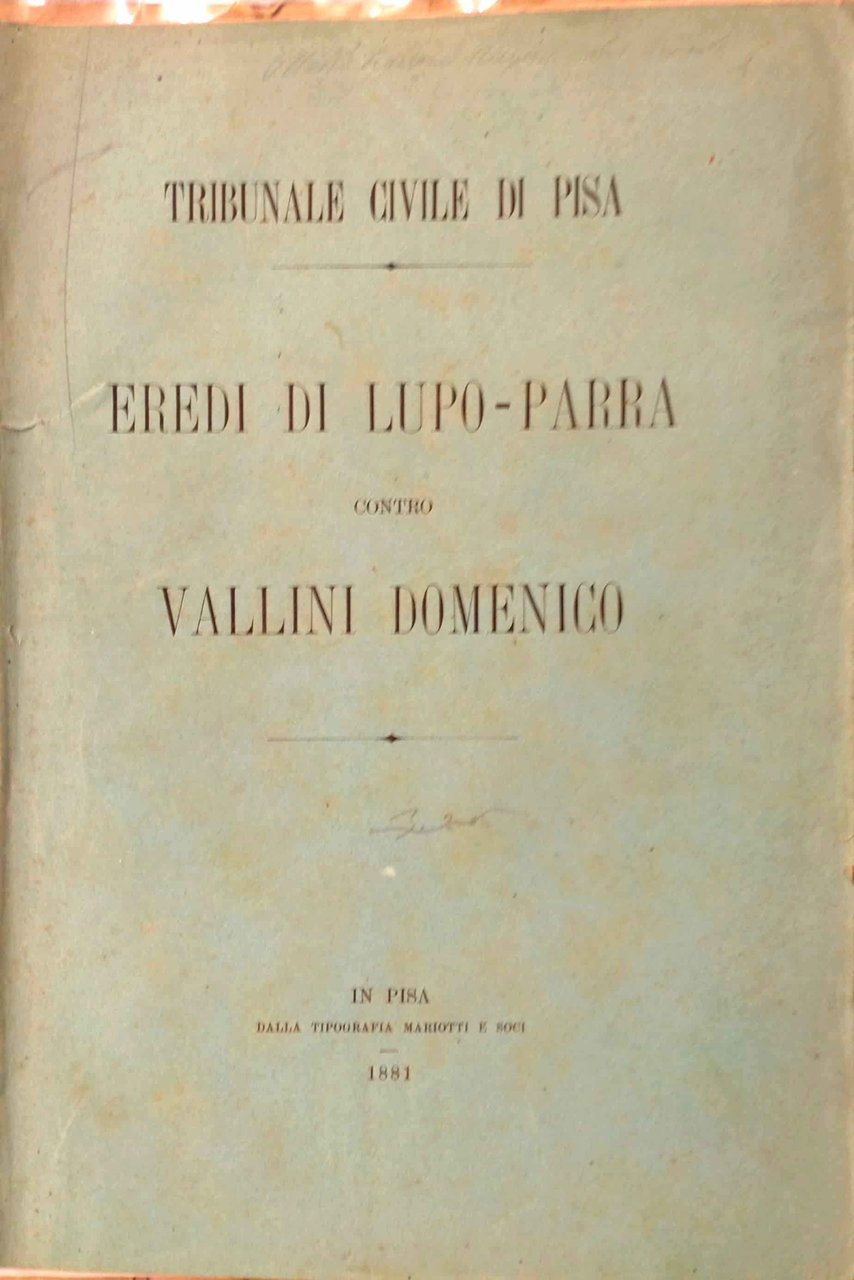 TRIBUNALE CIVILE DI PISA
EREDI DI LUPO-PARRA
CONTRO
VALLINI DOMENICO
IN PISA
DALLA TIPOGRAFIA MARIOTTI E SOCI
1881